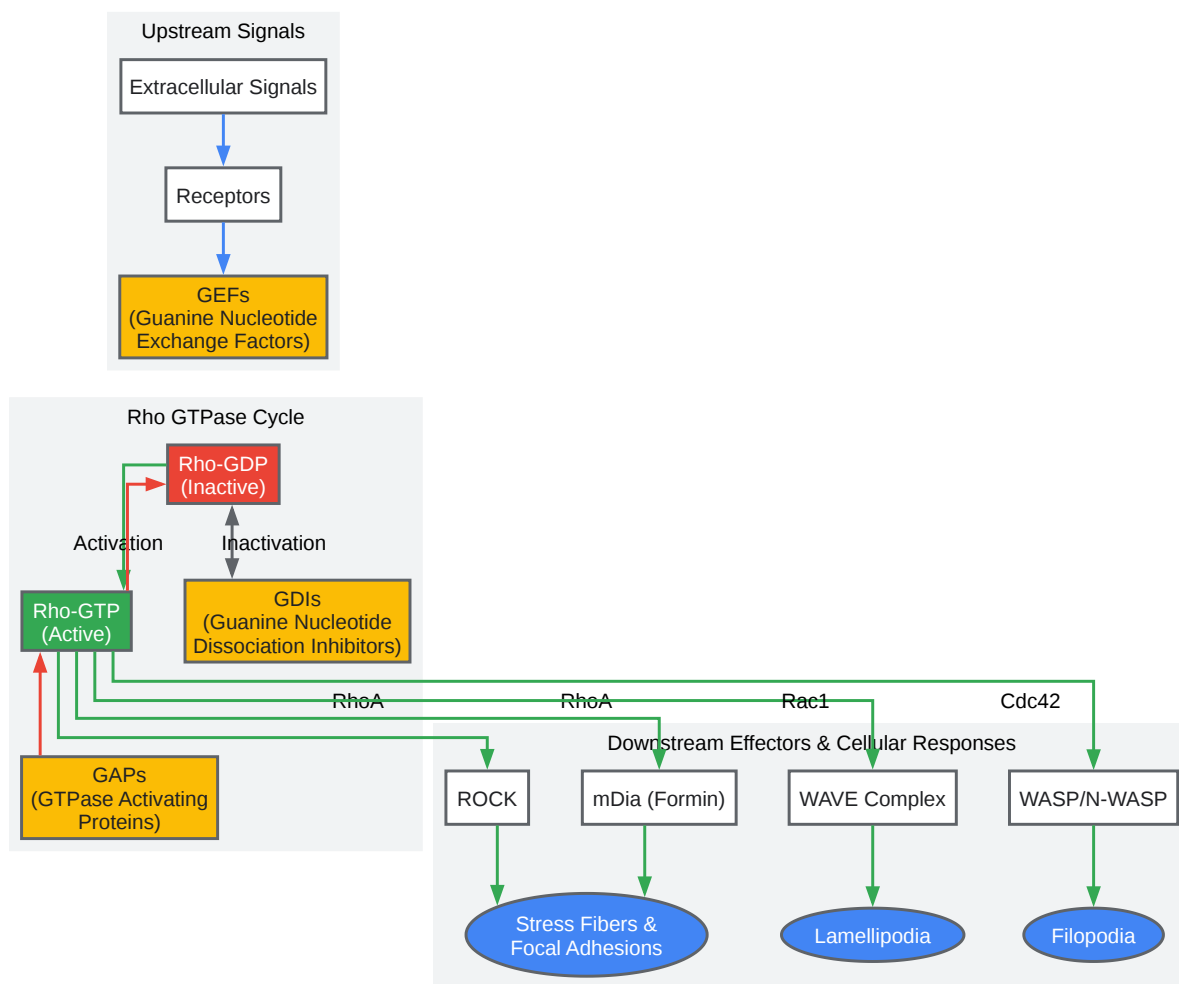 Upstream Signals
Extracellular Signals
Receptors
GEFs
(Guanine Nucleotide
Exchange Factors)
Rho GTPase Cycle
Rho-GDP
(Inactive)
Activation
Inactivation
Rho-GTP
(Active)
GDIs
(Guanine Nucleotide
Dissociation Inhibitors)
RhoA
RhoA
Rac1
Cdc42
Downstream Effectors & Cellular Responses
GAPs
(GTPase Activating
Proteins)
ROCK
mDia (Formin)
WAVE Complex
WASP/N-WASP
Stress Fibers &
Focal Adhesions
Lamellipodia
Filopodia